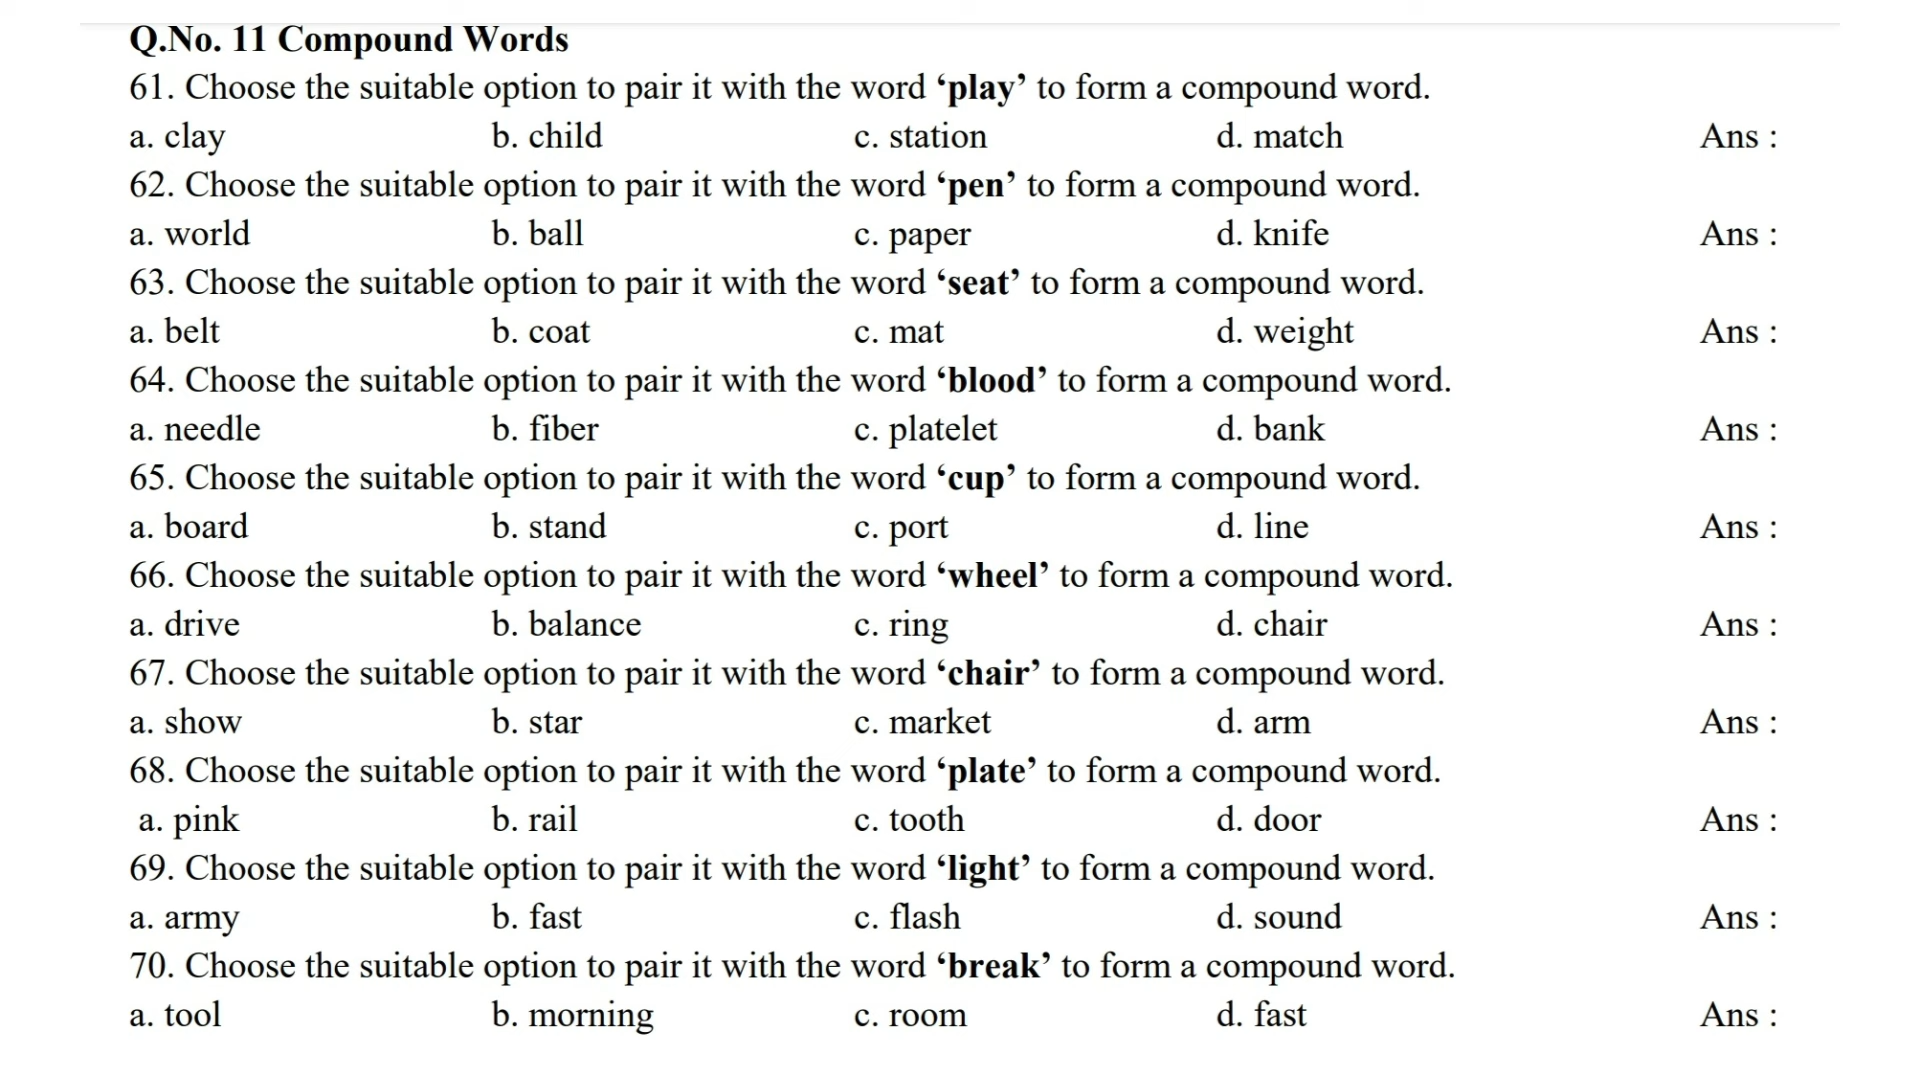 Q.No. 11 Compound Words
61. Choose the suitable option to pair it with the word ‘play’ to form a compound word.
a. clay b. child c. station d. match Ans :
62. Choose the suitable option to pair it with the word ‘pen’ to form a compound word.
a. world b. ball c. paper d. knife Ans :
63. Choose the suitable option to pair it with the word ‘seat’ to form a compound word.
a. belt b. coat c. mat d. weight Ans :
64. Choose the suitable option to pair it with the word ‘blood’ to form a compound word.
a. needle b. fiber c. platelet d. bank Ans :
65. Choose the suitable option to pair it with the word ‘cup’ to form a compound word.
a. board b. stand c. port d. line Ans :
66. Choose the suitable option to pair it with the word ‘wheel’ to form a compound word.
a. drive b. balance c. ring d. chair Ans :
67. Choose the suitable option to pair it with the word ‘chair’ to form a compound word.
a. show b. star c. market d. arm Ans :
68. Choose the suitable option to pair it with the word ‘plate’ to form a compound word.
a. pink b. rail c. tooth d. door Ans :
69. Choose the suitable option to pair it with the word ‘light’ to form a compound word.
a. army b. fast c. flash d. sound Ans :
70. Choose the suitable option to pair it with the word ‘break’ to form a compound word.
a. tool b. morning c. room d. fast Ans :